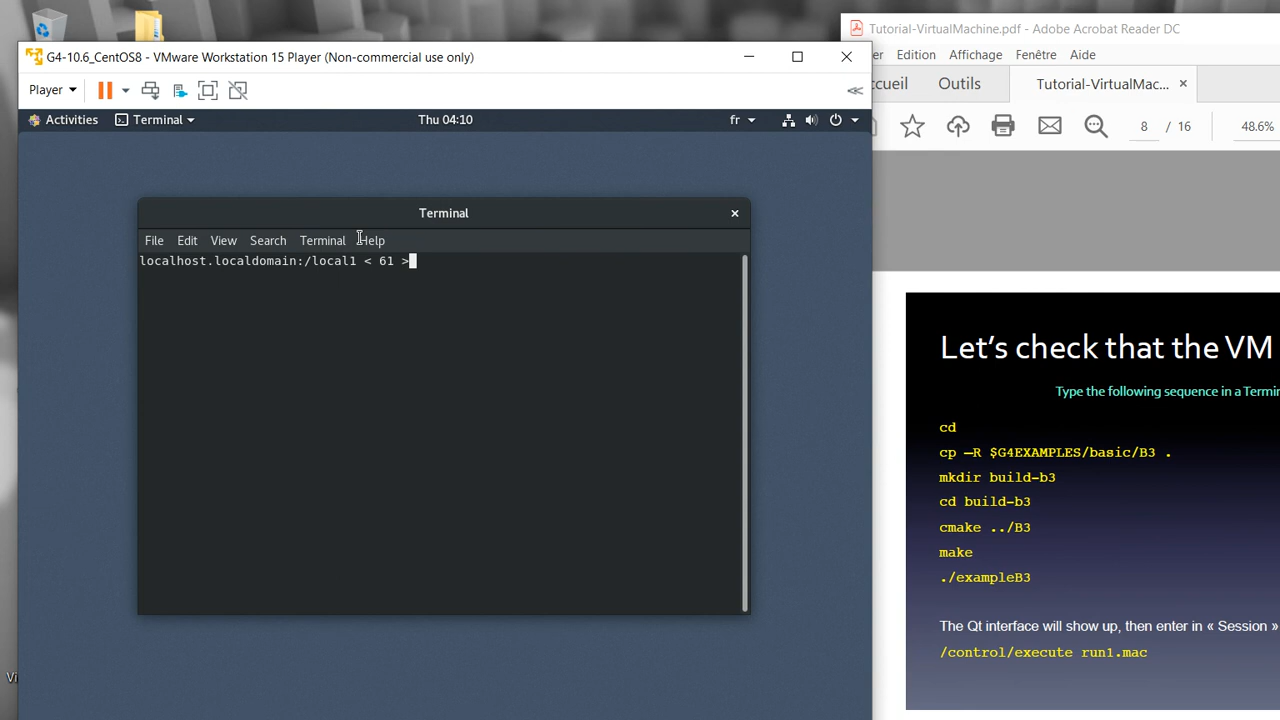 Tutorial-VirtualMachine.pdf - Adobe Acrobat Reader DC
G4-10.6_CentOS8 - VMware Workstation 15 Player (Non-commercial use only)
er Edition Affichage Fenêtre Aide
Player
ccueil Outils Tutorial-VirtualMac... ×
Activities Terminal Thu 04:10 fr
8 / 16 48.6%
Terminal
File Edit View Search Terminal Help
localhost.localdomain:/local1 < 61 >
Let's check that the VM
Type the following sequence in a Termin
cd
cp –R $G4EXAMPLES/basic/B3 .
mkdir build-b3
cd build-b3
cmake ../B3
make
./exampleB3
The Qt interface will show up, then enter in « Session »
/control/execute run1.mac
Vi